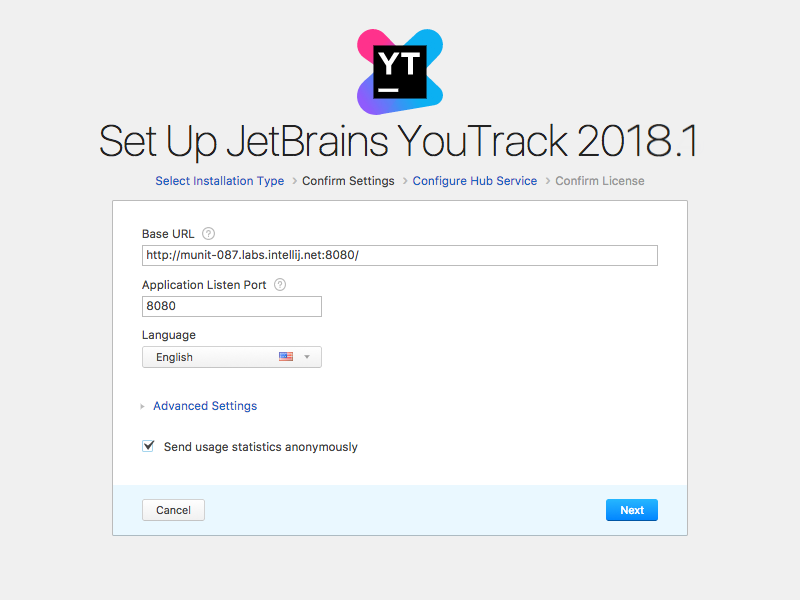 YT
Set Up JetBrains YouTrack 2018.1
Select Installation Type > Confirm Settings > Configure Hub Service > Confirm License
Base URL ?
http://munit-087.labs.intellij.net:8080/
Application Listen Port ?
8080
Language
English
Advanced Settings
Send usage statistics anonymously
Cancel Next